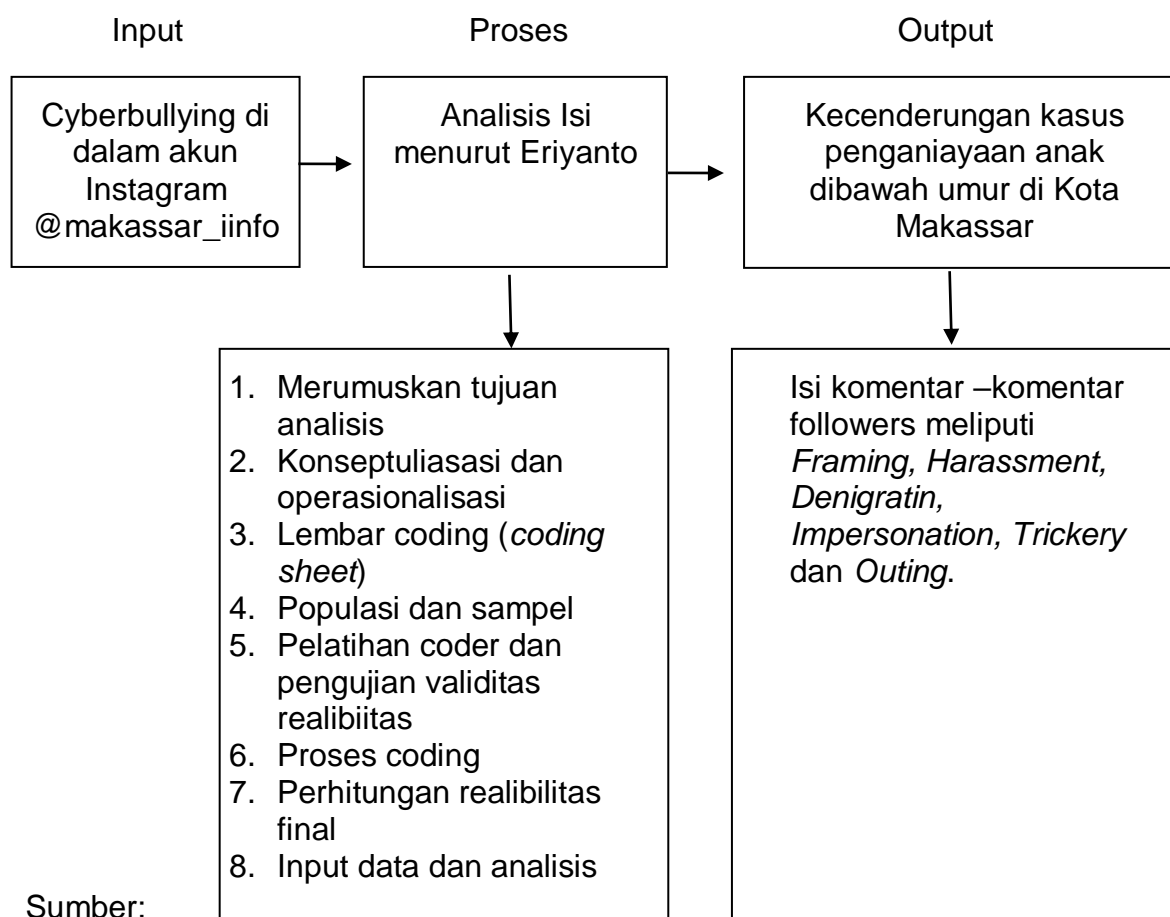 Input
Proses
Output
Cyberbullying di
dalam akun
Instagram
@makassar_iinfo
Analisis Isi
menurut Eriyanto
Kecenderungan kasus
penganiayaan anak
dibawah umur di Kota
Makassar
1. Merumuskan tujuan
analisis
2. Konseptuliasasi dan
operasionalisasi
3. Lembar coding (coding
sheet)
4. Populasi dan sampel
5. Pelatihan coder dan
pengujian validitas
realibiitas
6. Proses coding
7. Perhitungan realibilitas
final
8. Input data dan analisis
Isi komentar –komentar
followers meliputi
Framing, Harassment,
Denigratin,
Impersonation, Trickery
dan Outing.
Sumber: